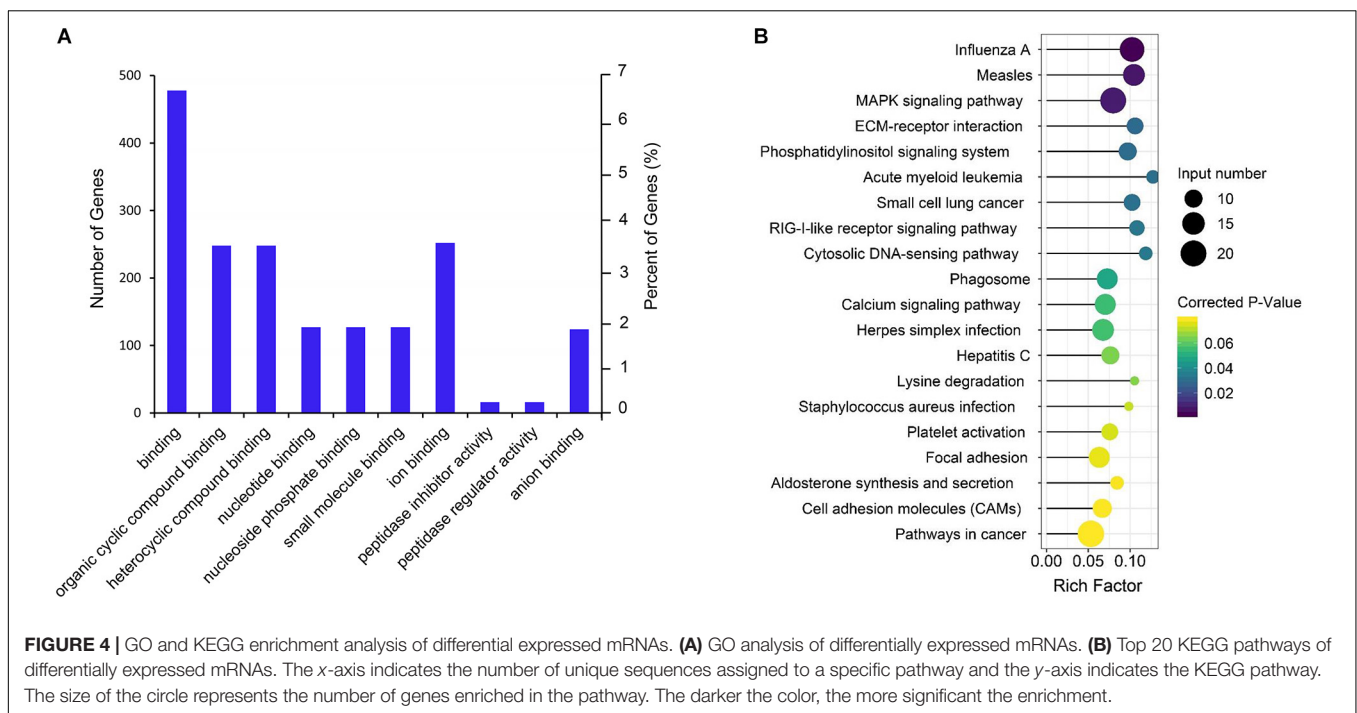 A
Number of Genes
500
400
300
200
100
0
7
6
5
4
3
2
1
0
Percent of Genes (%)
binding
organic cyclic compound binding
heterocyclic compound binding
nucleotide binding
nucleoside phosphate binding
small molecule binding
ion binding
peptidase inhibitor activity
peptidase regulator activity
anion binding
B
Influenza A
Measles
MAPK signaling pathway
ECM-receptor interaction
Phosphatidylinositol signaling system
Acute myeloid leukemia
Small cell lung cancer
RIG-I-like receptor signaling pathway
Cytosolic DNA-sensing pathway
Phagosome
Calcium signaling pathway
Herpes simplex infection
Hepatitis C
Lysine degradation
Staphylococcus aureus infection
Platelet activation
Focal adhesion
Aldosterone synthesis and secretion
Cell adhesion molecules (CAMs)
Pathways in cancer
0.00 0.05 0.10
Rich Factor
Input number
10
15
20
Corrected P-Value
0.06
0.04
0.02
FIGURE 4 | GO and KEGG enrichment analysis of differential expressed mRNAs. (A) GO analysis of differentially expressed mRNAs. (B) Top 20 KEGG pathways of
differentially expressed mRNAs. The x-axis indicates the number of unique sequences assigned to a specific pathway and the y-axis indicates the KEGG pathway.
The size of the circle represents the number of genes enriched in the pathway. The darker the color, the more significant the enrichment.